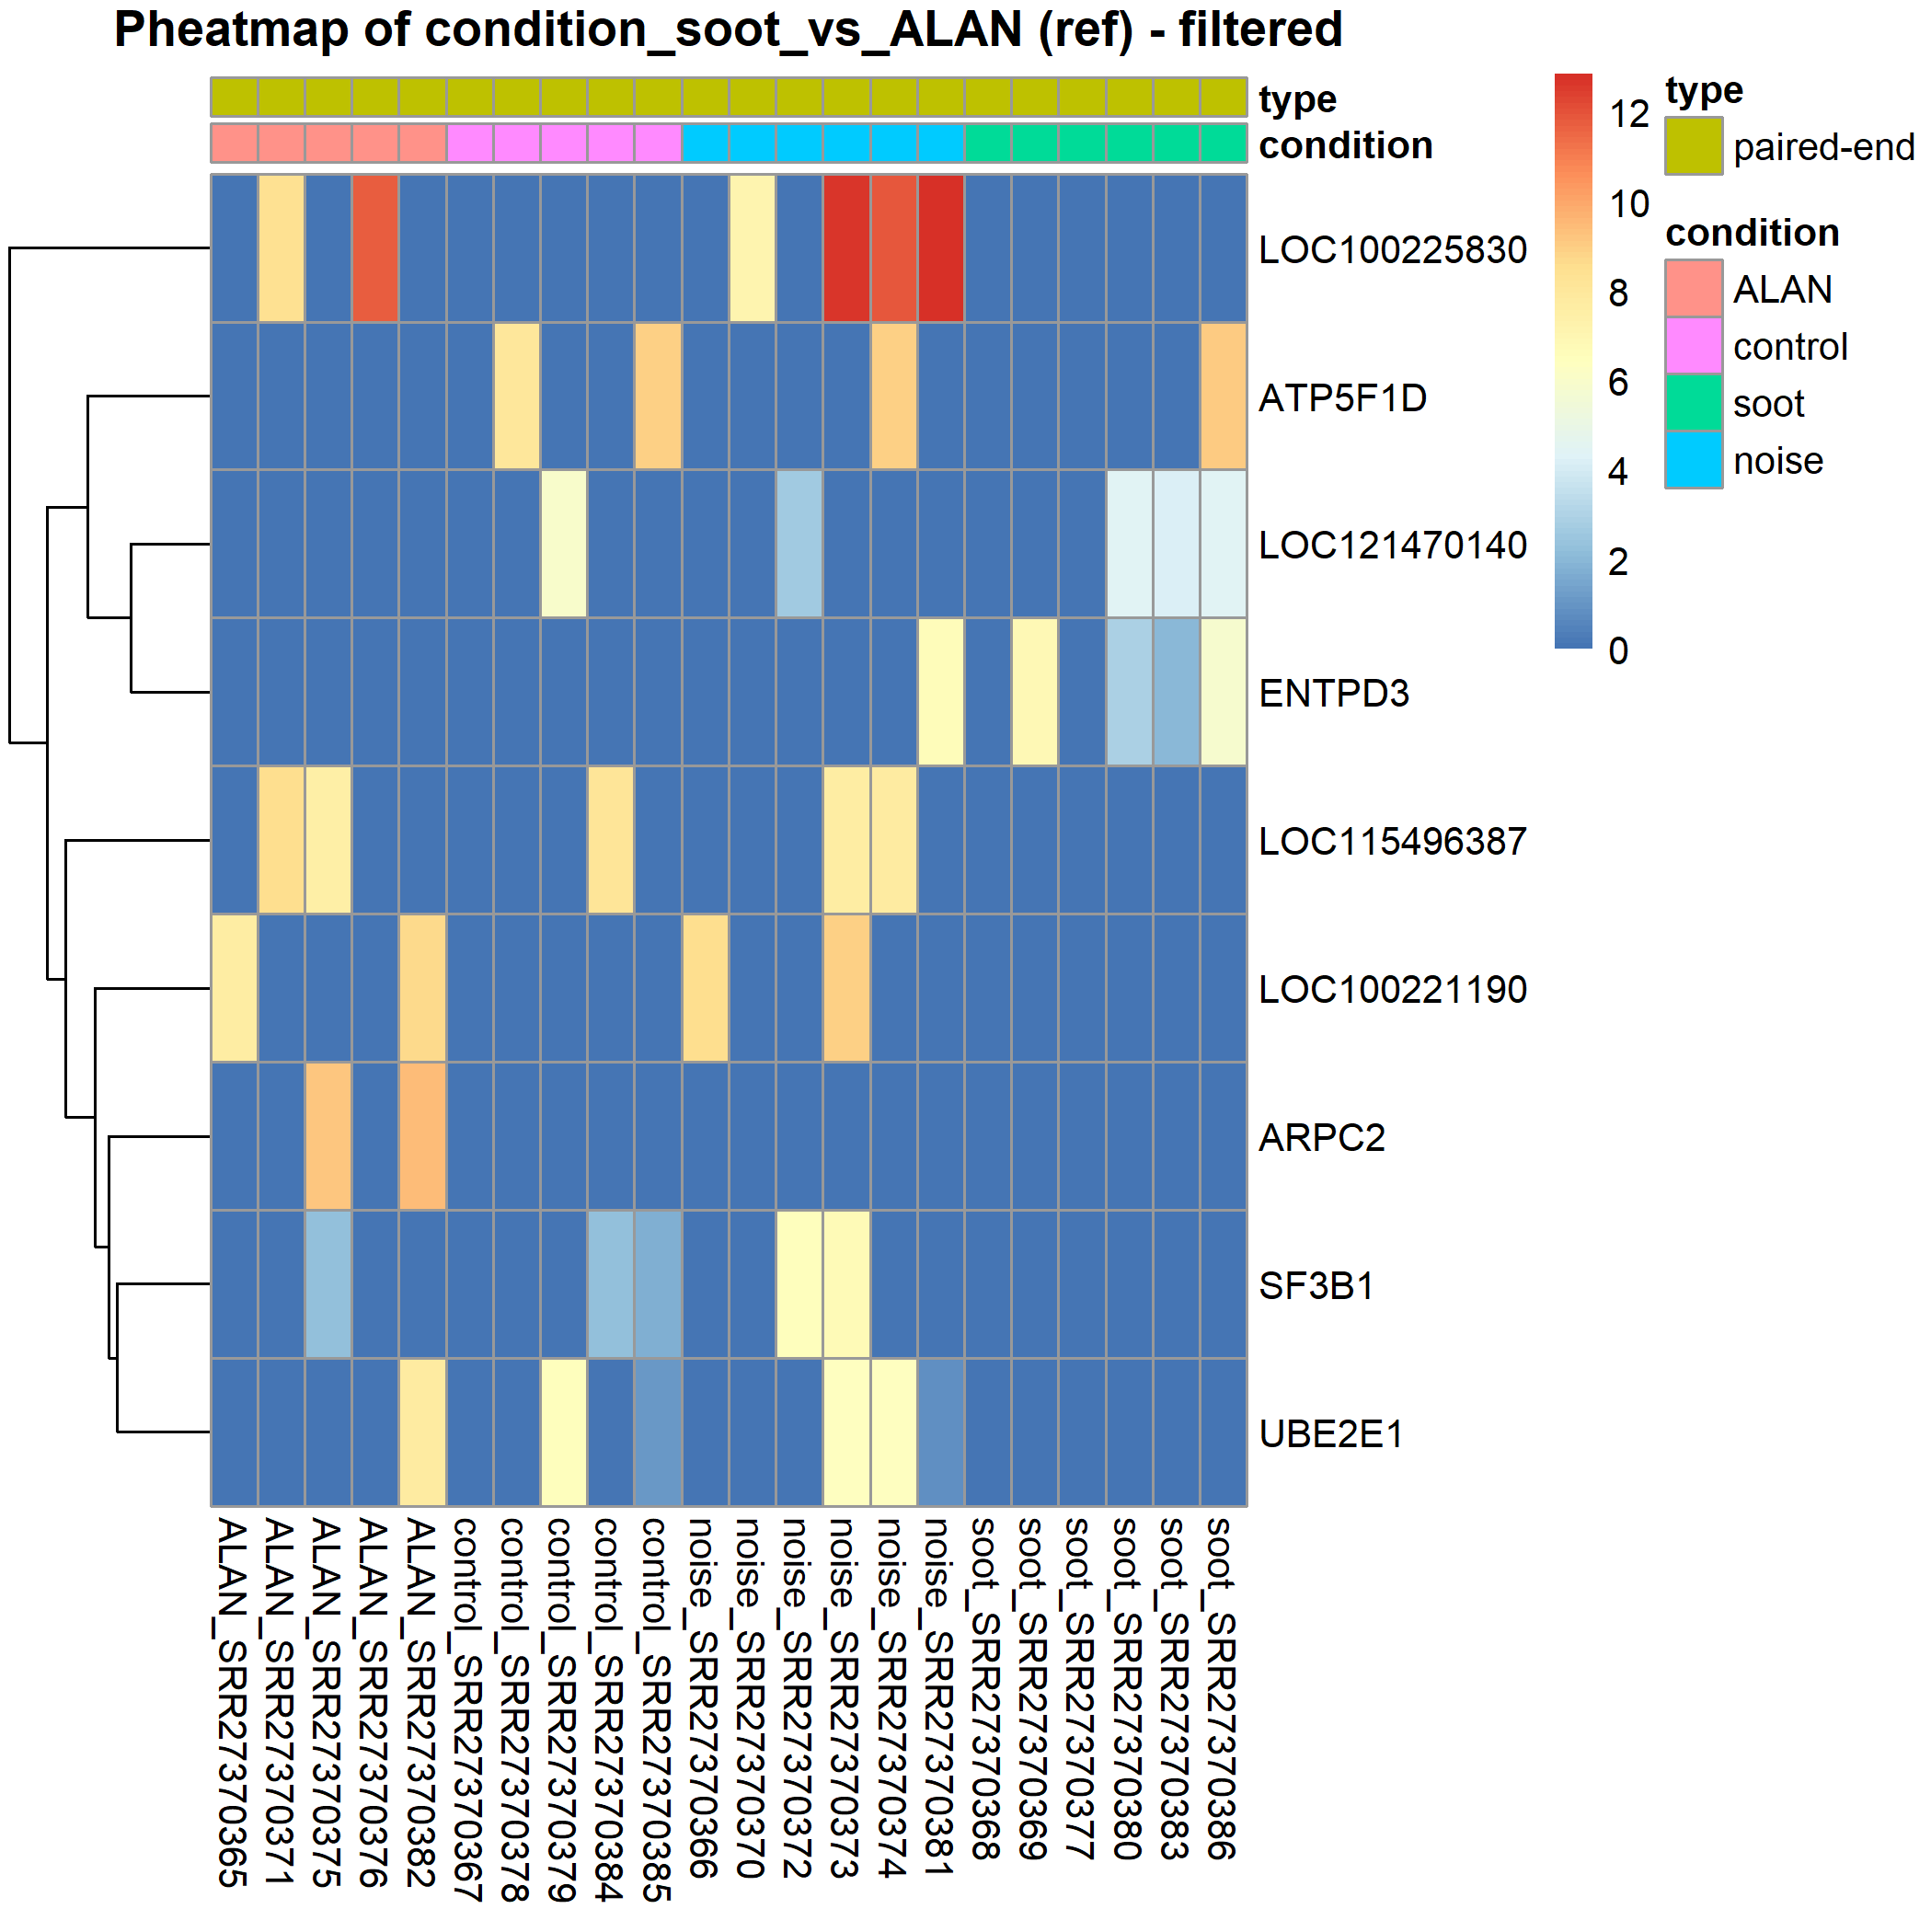 Pheatmap of condition_soot_vs_ALAN (ref) - filtered
type
condition
LOC100225830
ATP5F1D
LOC121470140
ENTPD3
LOC115496387
LOC100221190
ARPC2
SF3B1
UBE2E1
12
10
8
6
4
2
0
type
paired-end
condition
ALAN
control
soot
noise
ALAN_SRR27370365
ALAN_SRR27370371
ALAN_SRR27370375
ALAN_SRR27370376
ALAN_SRR27370382
control_SRR27370367
control_SRR27370378
control_SRR27370379
control_SRR27370384
control_SRR27370385
noise_SRR27370366
noise_SRR27370370
noise_SRR27370372
noise_SRR27370373
noise_SRR27370374
noise_SRR27370381
soot_SRR27370368
soot_SRR27370369
soot_SRR27370377
soot_SRR27370380
soot_SRR27370383
soot_SRR27370386